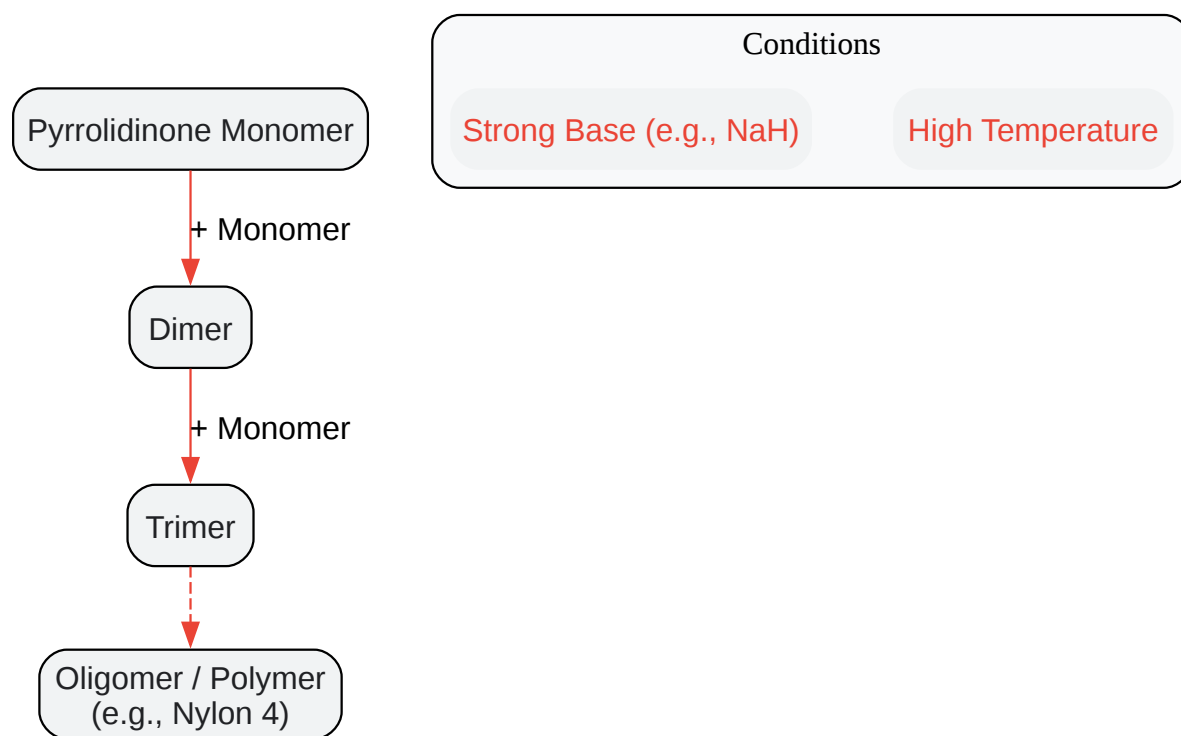 Conditions
Pyrrolidinone Monomer
Strong Base (e.g., NaH)
High Temperature
+ Monomer
Dimer
+ Monomer
Trimer
Oligomer / Polymer
(e.g., Nylon 4)